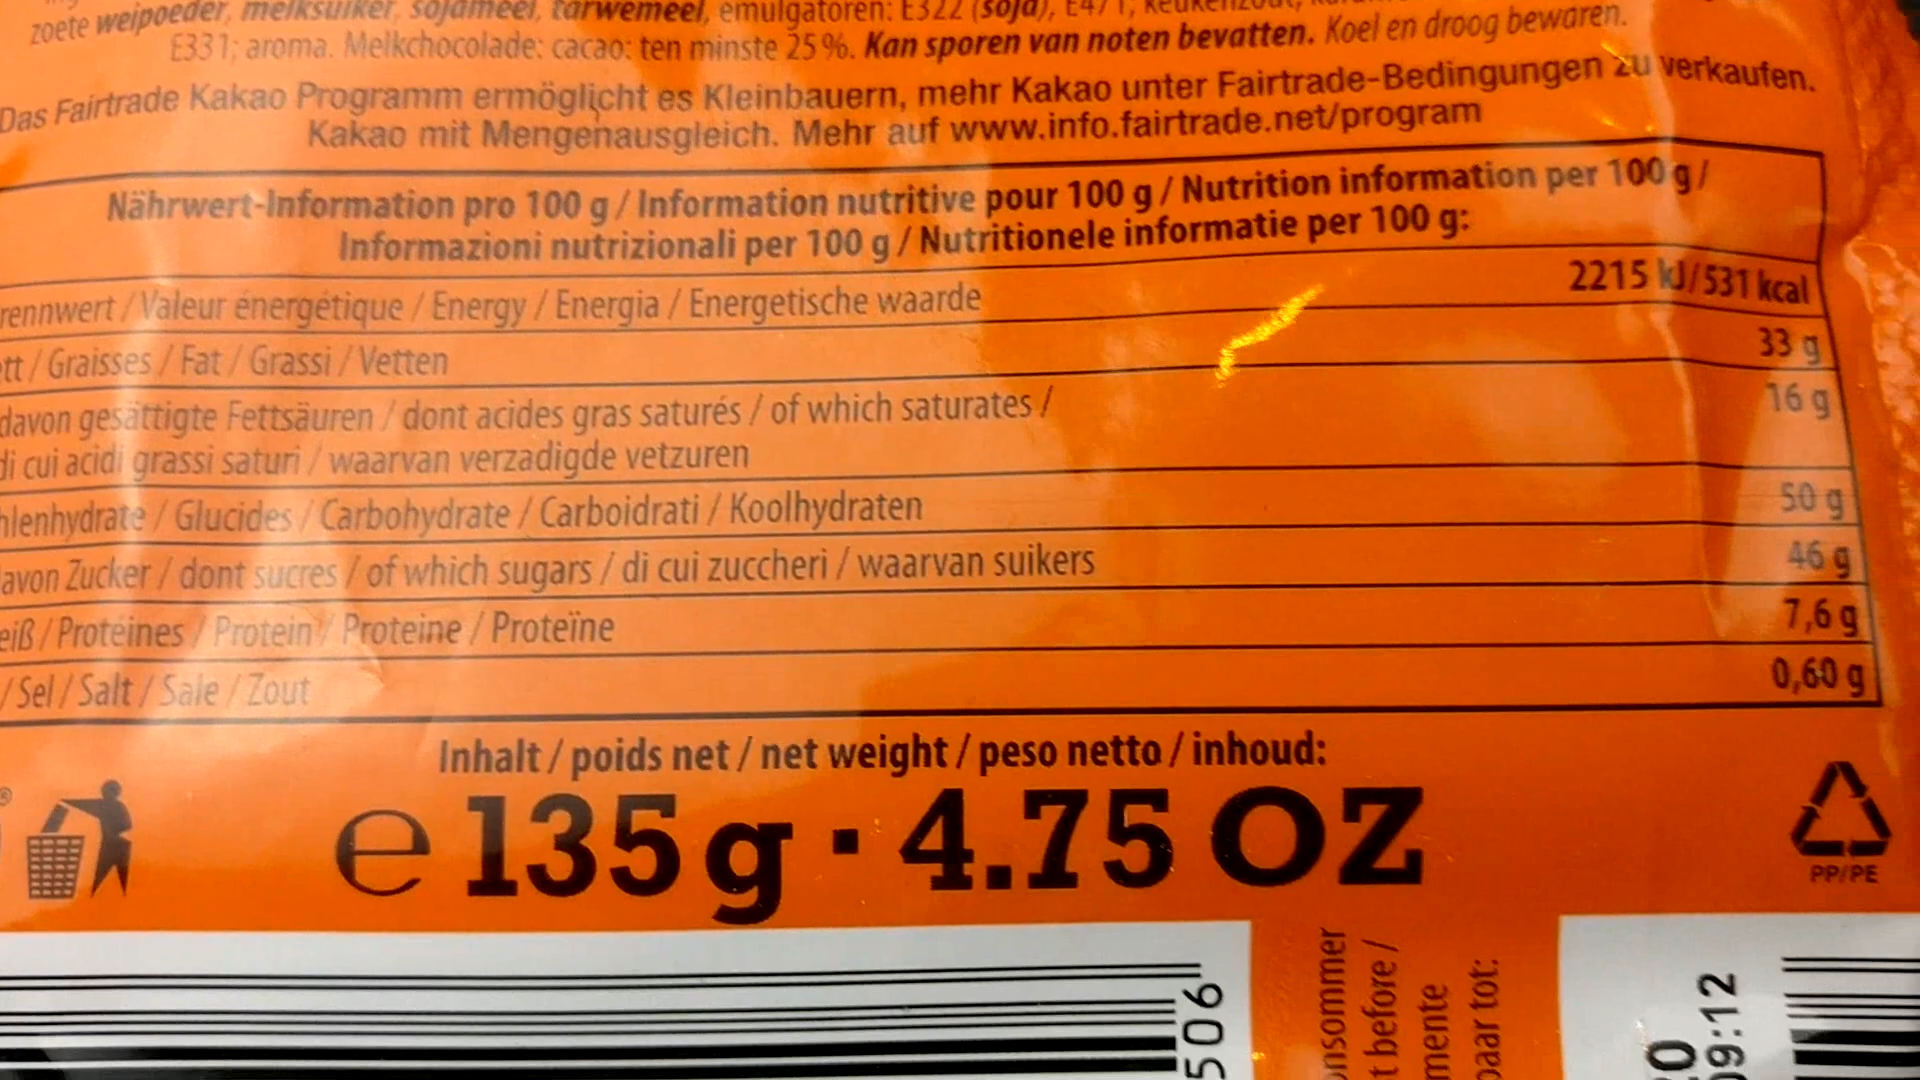 zoete weipoeder, melksuiker, sojameel, tarwemeel, emulgatoren: E322 (soja), E471,
E331; aroma. Melkchocolade: cacao: ten minste 25%. Kan sporen van noten bevatten. Koel en droog bewaren.
Das Fairtrade Kakao Programm ermöglicht es Kleinbauern, mehr Kakao unter Fairtrade-Bedingungen zu verkaufen.
Kakao mit Mengenausgleich. Mehr auf www.info.fairtrade.net/program
Nährwert-Information pro 100 g / Information nutritive pour 100 g / Nutrition information per 100 g /
Informazioni nutrizionali per 100 g / Nutritionele informatie per 100 g:
rennwert / Valeur énergétique / Energy / Energia / Energetische waarde 2215 kJ/531 kcal
ett / Graisses / Fat / Grassi / Vetten 33 g
davon gesättigte Fettsäuren / dont acides gras saturés / of which saturates / 16 g
di cui acidi grassi saturi / waarvan verzadigde vetzuren
hlenhydrate / Glucides / Carbohydrate / Carboidrati / Koolhydraten 50 g
avon Zucker / dont sucres / of which sugars / di cui zuccheri / waarvan suikers 46 g
eiß / Protéines / Protein / Proteine / Proteïne 7,6 g
/ Sel / Salt / Sale / Zout 0,60 g
Inhalt / poids net / net weight / peso netto / inhoud:
e 135 g · 4.75 OZ
PP/PE
506
onsommer
t before /
mente
baar tot:
0
09:12